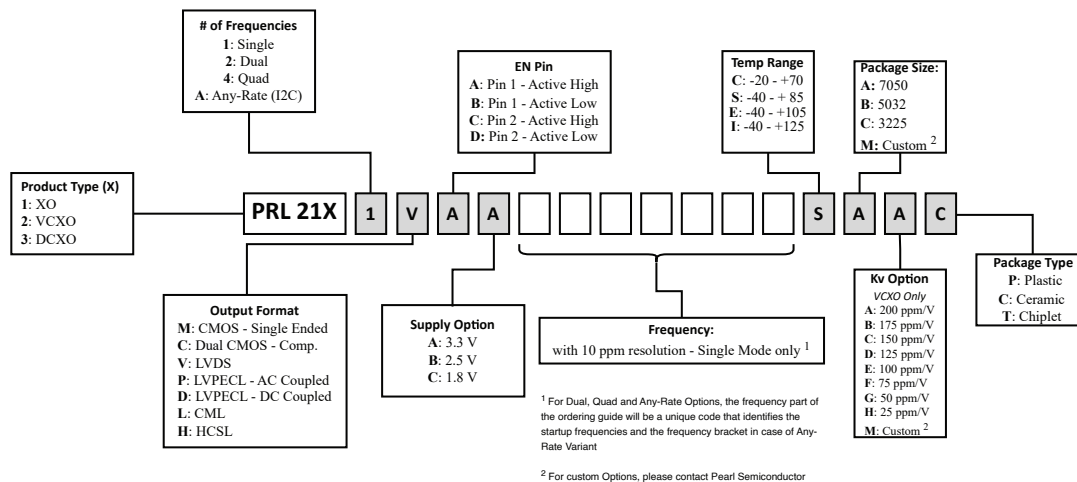 # of Frequencies
1: Single
2: Dual
4: Quad
A: Any-Rate (I2C)
EN Pin
A: Pin 1 - Active High
B: Pin 1 - Active Low
C: Pin 2 - Active High
D: Pin 2 - Active Low
Temp Range
C: -20 - +70
S: -40 - + 85
E: -40 - +105
I: -40 - +125
Package Size:
A: 7050
B: 5032
C: 3225
M: Custom 2
Product Type (X)
1: XO
2: VCXO
3: DCXO
PRL 21X 1 V A A S A A C
Output Format
M: CMOS - Single Ended
C: Dual CMOS - Comp.
V: LVDS
P: LVPECL - AC Coupled
D: LVPECL - DC Coupled
L: CML
H: HCSL
Supply Option
A: 3.3 V
B: 2.5 V
C: 1.8 V
Frequency:
with 10 ppm resolution - Single Mode only 1
Kv Option
VCXO Only
A: 200 ppm/V
B: 175 ppm/V
C: 150 ppm/V
D: 125 ppm/V
E: 100 ppm/V
F: 75 ppm/V
G: 50 ppm/V
H: 25 ppm/V
M: Custom 2
Package Type
P: Plastic
C: Ceramic
T: Chiplet
1 For Dual, Quad and Any-Rate Options, the frequency part of
the ordering guide will be a unique code that identifies the
startup frequencies and the frequency bracket in case of Any-
Rate Variant
2 For custom Options, please contact Pearl Semiconductor